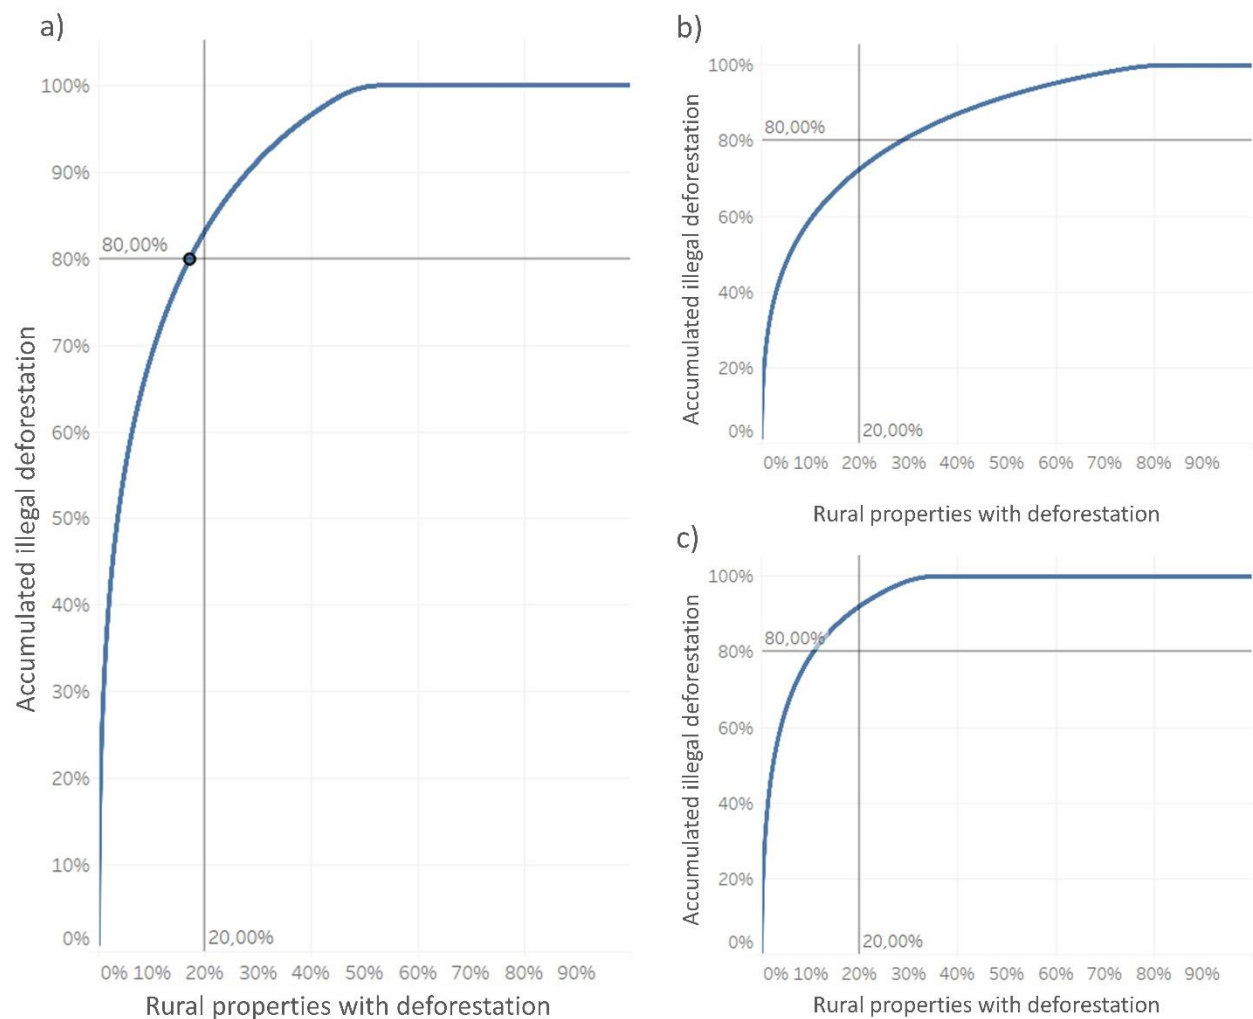 a)
Accumulated illegal deforestation
100%
90%
80,00%
80%
70%
60%
50%
40%
30%
20%
10%
0%
20,00%
0% 10% 20% 30% 40% 50% 60% 70% 80% 90%
Rural properties with deforestation
b)
Accumulated illegal deforestation
100%
80,00%
80%
60%
40%
20%
0%
20,00%
0% 10% 20% 30% 40% 50% 60% 70% 80% 90%
Rural properties with deforestation
c)
Accumulated illegal deforestation
100%
80,00%
80%
60%
40%
20%
0%
20,00%
0% 10% 20% 30% 40% 50% 60% 70% 80% 90%
Rural properties with deforestation